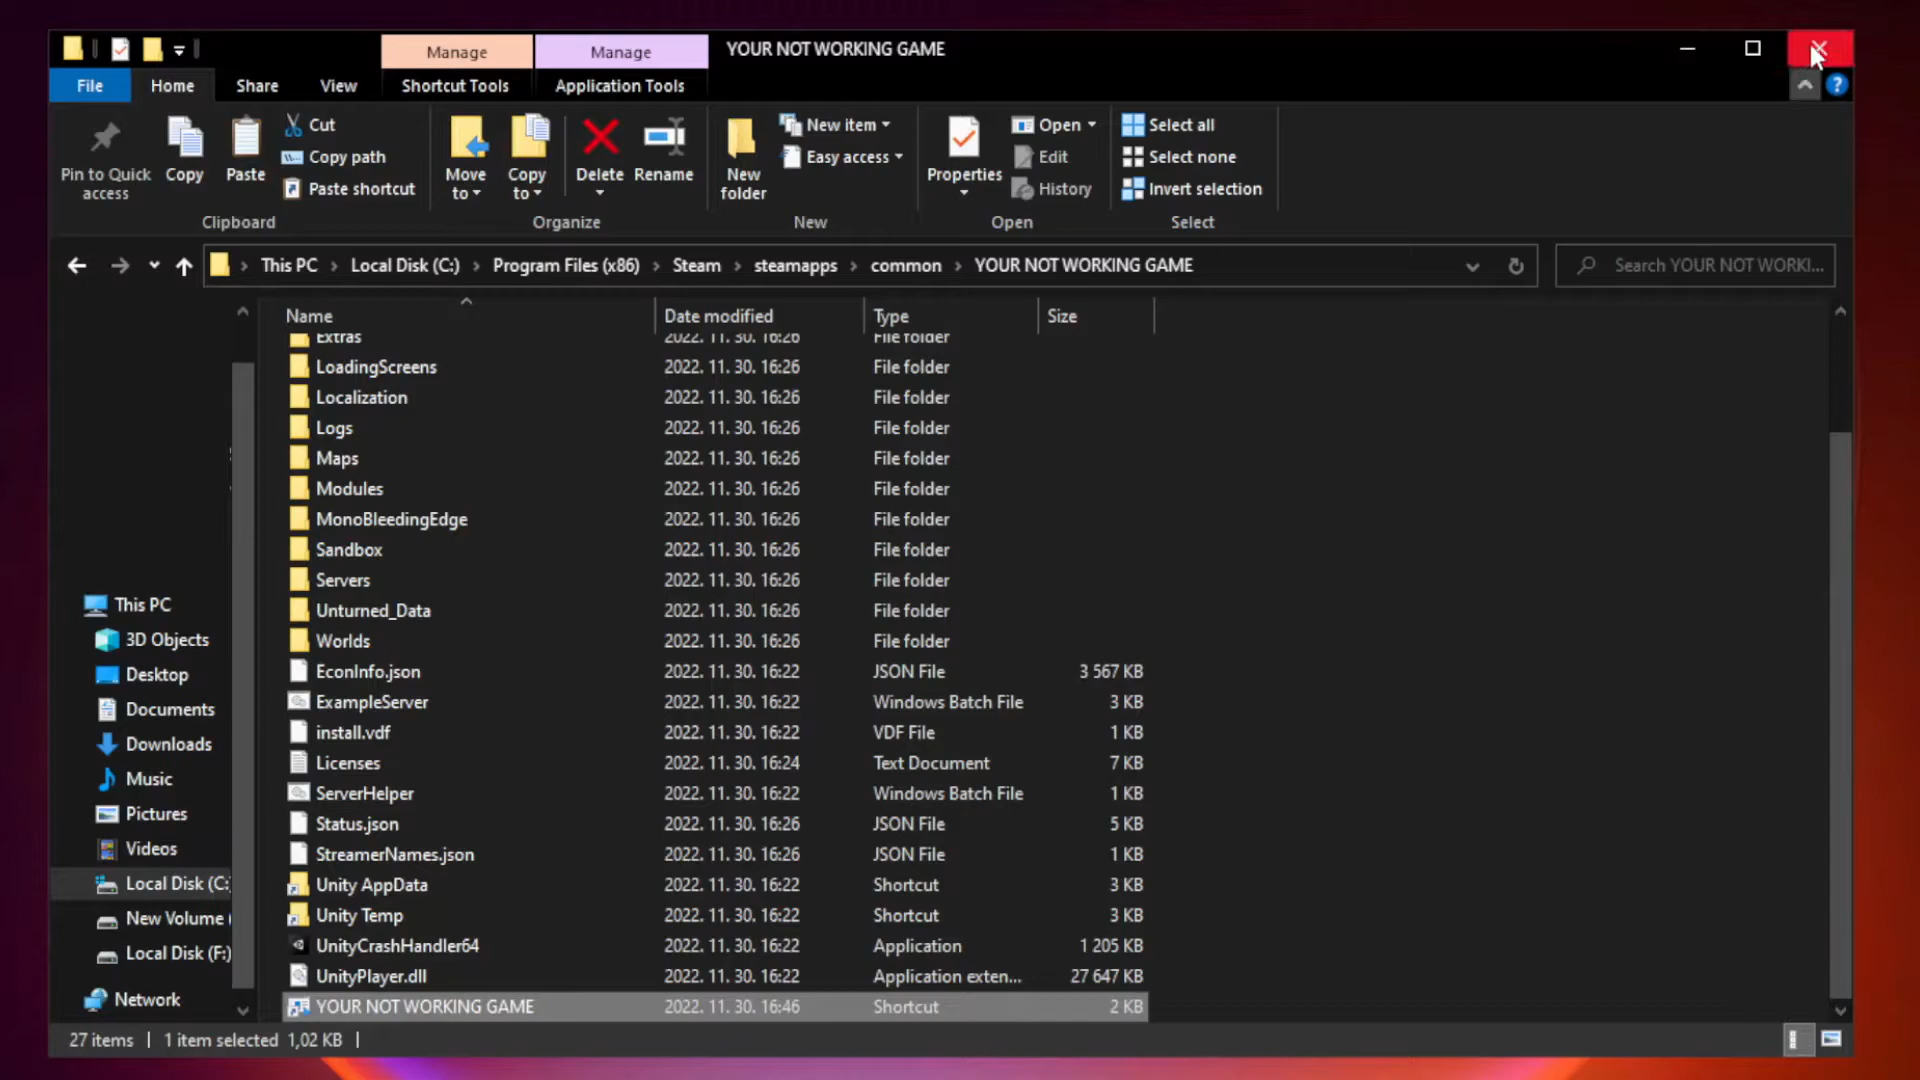 Manage
Manage
YOUR NOT WORKING GAME
File
Home
Share
View
Shortcut Tools
Application Tools
Pin to Quick access
Copy
Paste
Cut
Copy path
Paste shortcut
Clipboard
Move to
Copy to
Delete
Rename
Organize
New folder
New item
Easy access
New
Properties
Open
Edit
History
Open
Select all
Select none
Invert selection
Select
This PC > Local Disk (C:) > Program Files (x86) > Steam > steamapps > common > YOUR NOT WORKING GAME
Search YOUR NOT WORKI...
Name Date modified Type Size
Extras 2022. 11. 30. 16:26 File folder
LoadingScreens 2022. 11. 30. 16:26 File folder
Localization 2022. 11. 30. 16:26 File folder
Logs 2022. 11. 30. 16:26 File folder
Maps 2022. 11. 30. 16:26 File folder
Modules 2022. 11. 30. 16:26 File folder
MonoBleedingEdge 2022. 11. 30. 16:26 File folder
Sandbox 2022. 11. 30. 16:26 File folder
Servers 2022. 11. 30. 16:26 File folder
Unturned_Data 2022. 11. 30. 16:26 File folder
Worlds 2022. 11. 30. 16:26 File folder
EconInfo.json 2022. 11. 30. 16:22 JSON File 3 567 KB
ExampleServer 2022. 11. 30. 16:22 Windows Batch File 3 KB
install.vdf 2022. 11. 30. 16:22 VDF File 1 KB
Licenses 2022. 11. 30. 16:24 Text Document 7 KB
ServerHelper 2022. 11. 30. 16:22 Windows Batch File 1 KB
Status.json 2022. 11. 30. 16:26 JSON File 5 KB
StreamerNames.json 2022. 11. 30. 16:26 JSON File 1 KB
Unity AppData 2022. 11. 30. 16:22 Shortcut 3 KB
Unity Temp 2022. 11. 30. 16:22 Shortcut 3 KB
UnityCrashHandler64 2022. 11. 30. 16:22 Application 1 205 KB
UnityPlayer.dll 2022. 11. 30. 16:22 Application exten... 27 647 KB
YOUR NOT WORKING GAME 2022. 11. 30. 16:46 Shortcut 2 KB
This PC
3D Objects
Desktop
Documents
Downloads
Music
Pictures
Videos
Local Disk (C:
New Volume (
Local Disk (F:)
Network
27 items | 1 item selected 1,02 KB |